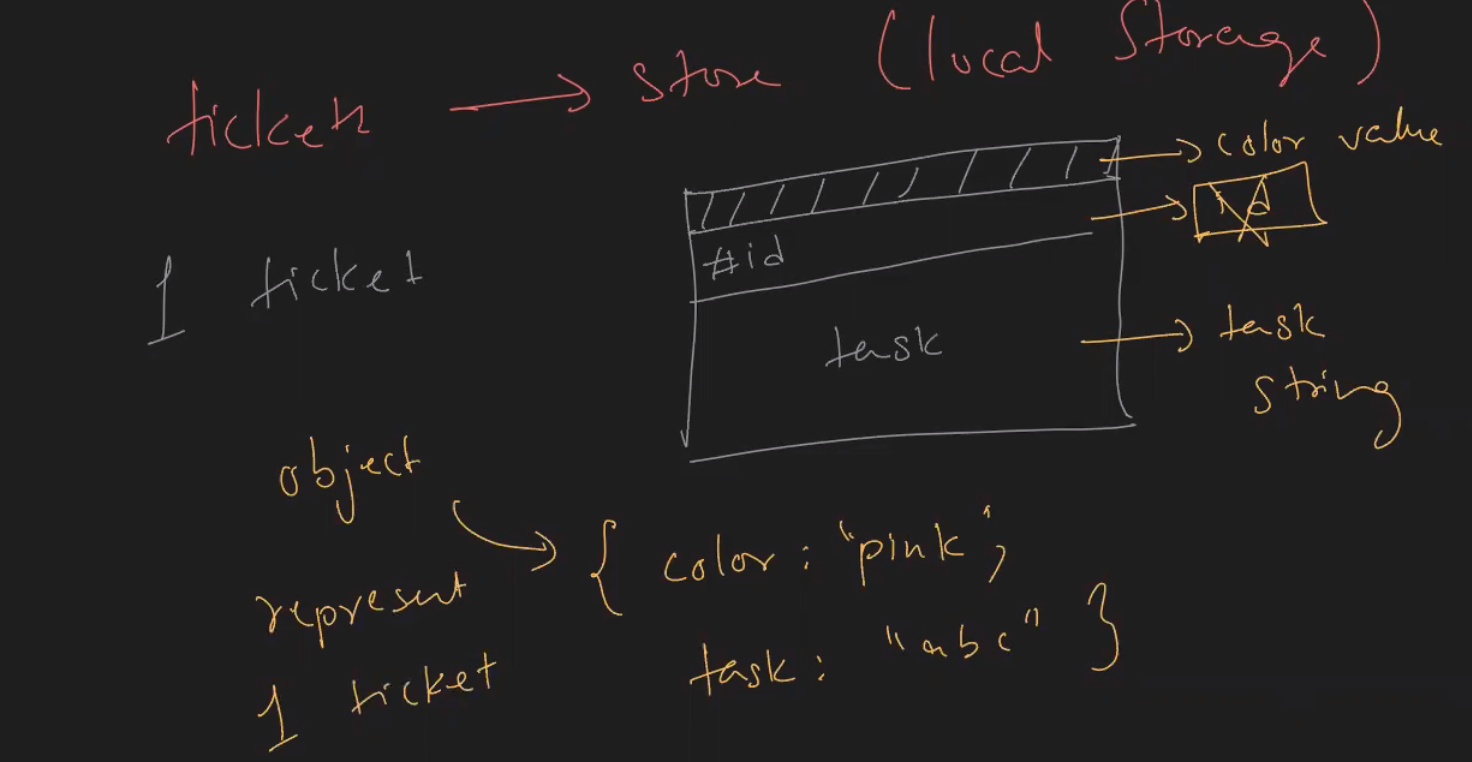 tickets → store (local Storage)
→ color value
→ id
#id
1 ticket
task
→ task
string
object
→ { color : "pink",
represent
task : "abc" }
1 ticket